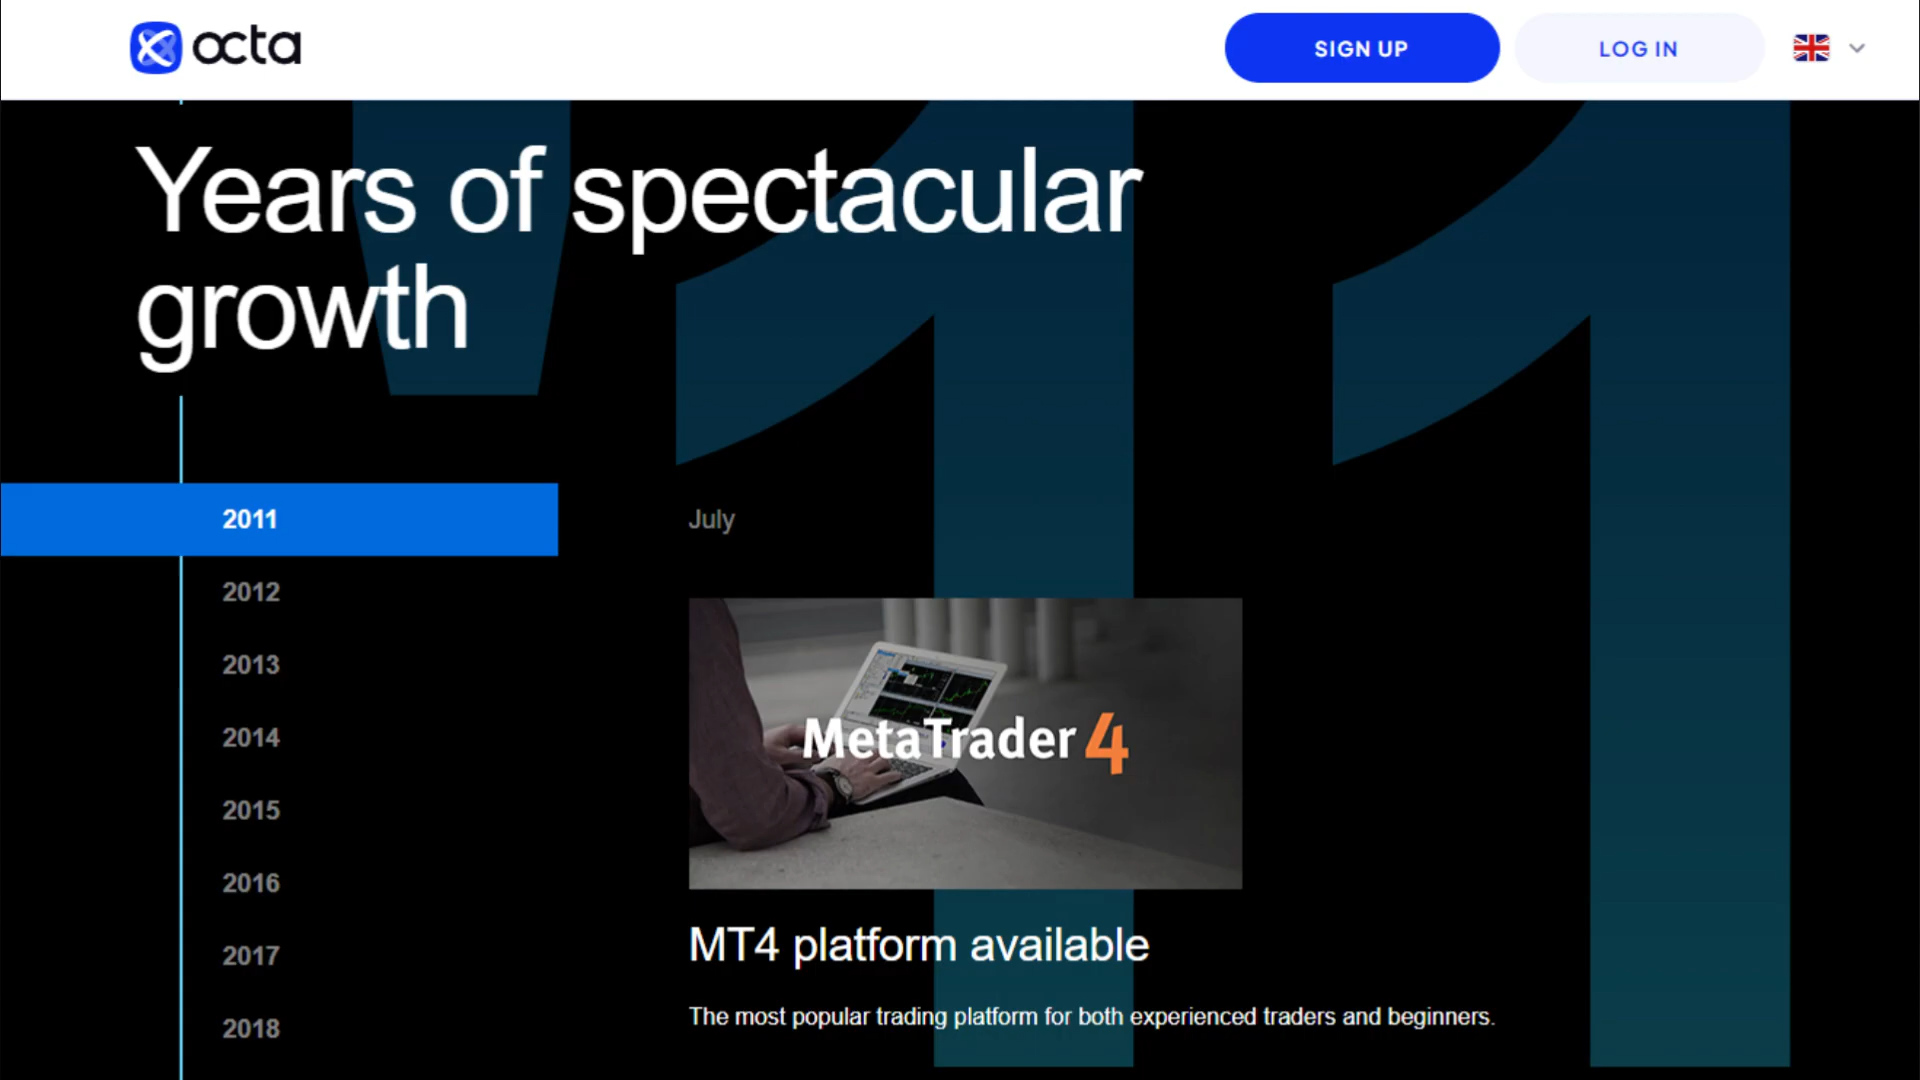 octa
SIGN UP
LOG IN
'11
Years of spectacular
growth
2011
2012
2013
2014
2015
2016
2017
2018
July
MetaTrader 4
MT4 platform available
The most popular trading platform for both experienced traders and beginners.